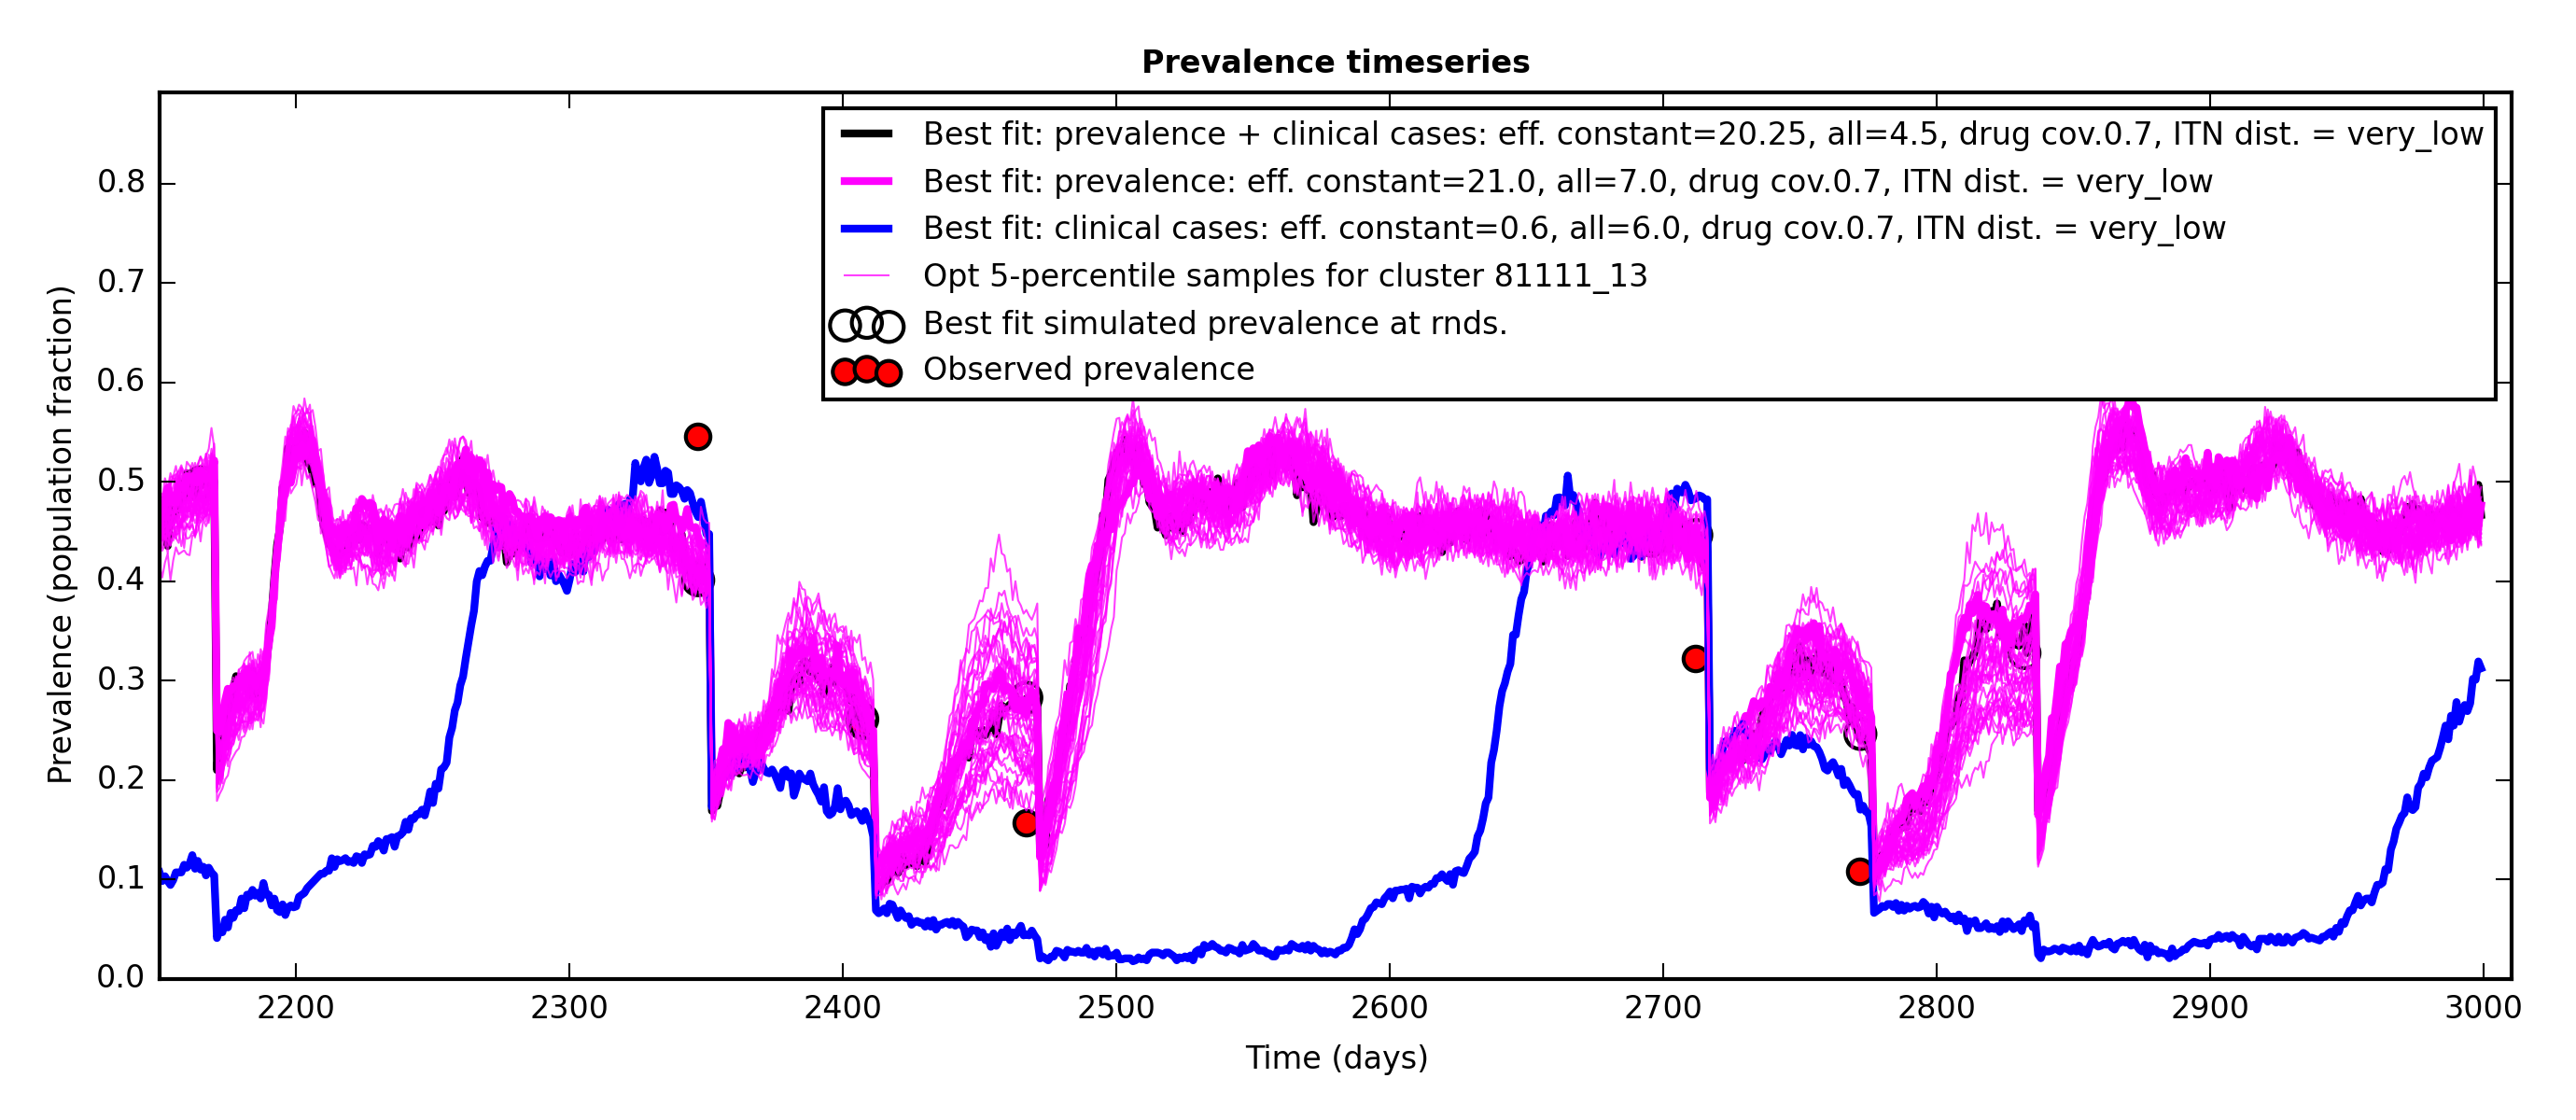 Prevalence timeseries
Best fit: prevalence + clinical cases: eff. constant=20.25, all=4.5, drug cov.0.7, ITN dist. = very_low
Best fit: prevalence: eff. constant=21.0, all=7.0, drug cov.0.7, ITN dist. = very_low
Best fit: clinical cases: eff. constant=0.6, all=6.0, drug cov.0.7, ITN dist. = very_low
Opt 5-percentile samples for cluster 81111_13
Best fit simulated prevalence at rnds.
Observed prevalence
Prevalence (population fraction)
0.8
0.7
0.6
0.5
0.4
0.3
0.2
0.1
0.0
2200 2300 2400 2500 2600 2700 2800 2900 3000
Time (days)